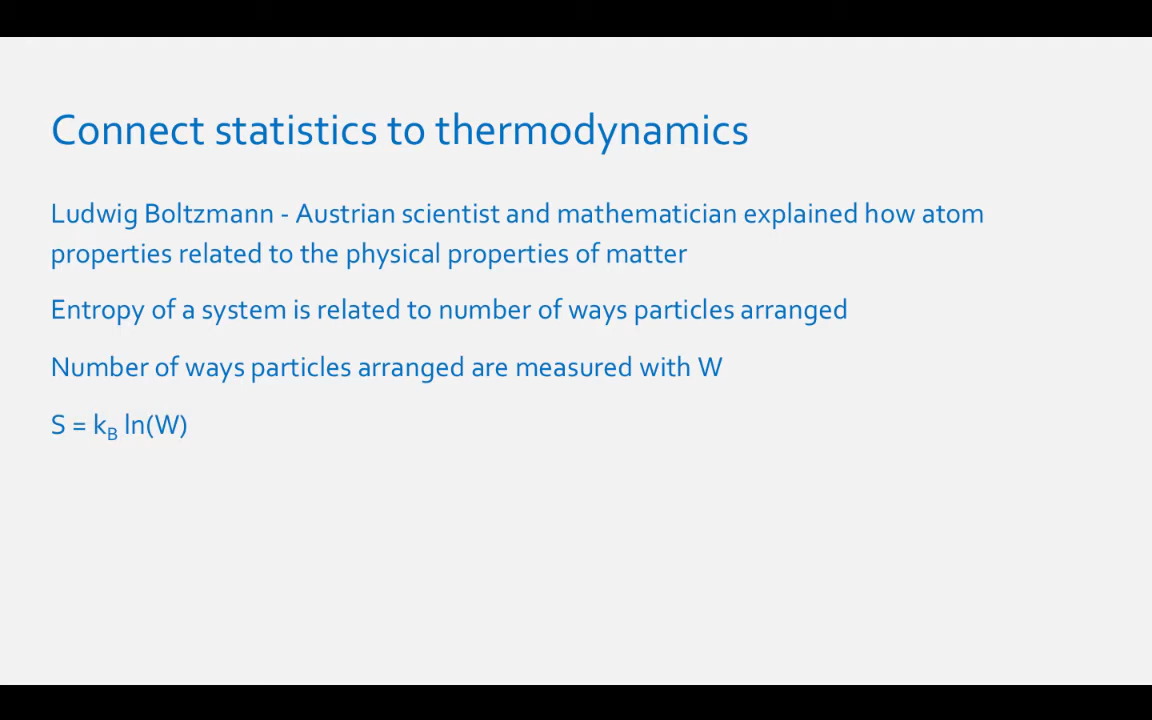 Connect statistics to thermodynamics
Ludwig Boltzmann - Austrian scientist and mathematician explained how atom
properties related to the physical properties of matter
Entropy of a system is related to number of ways particles arranged
Number of ways particles arranged are measured with W
S = k_B ln(W)